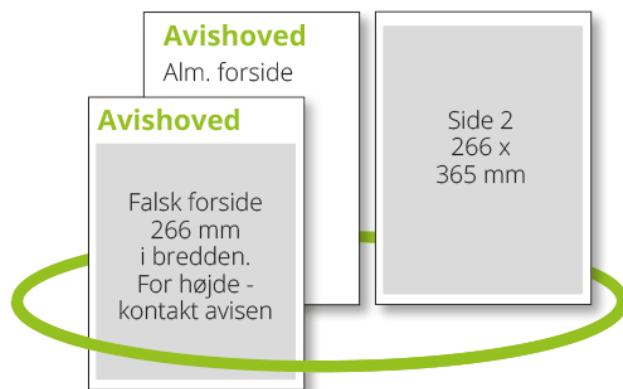 Avishoved
Alm. forside
Avishoved
Falsk forside
266 mm
i bredden.
For højde -
kontakt avisen
Side 2
266 x
365 mm